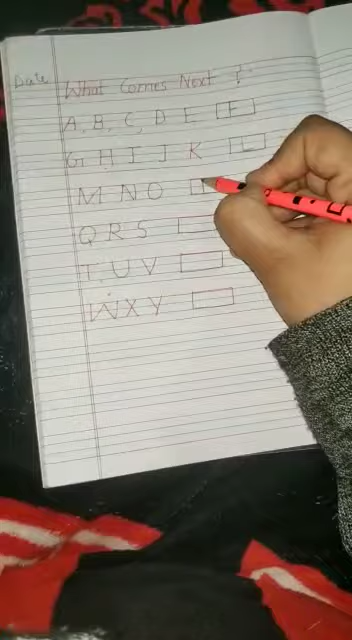 Date
What Comes Next ?
A, B, C, D E F
G H I J K L
M N O
Q R S
T U V
W X Y